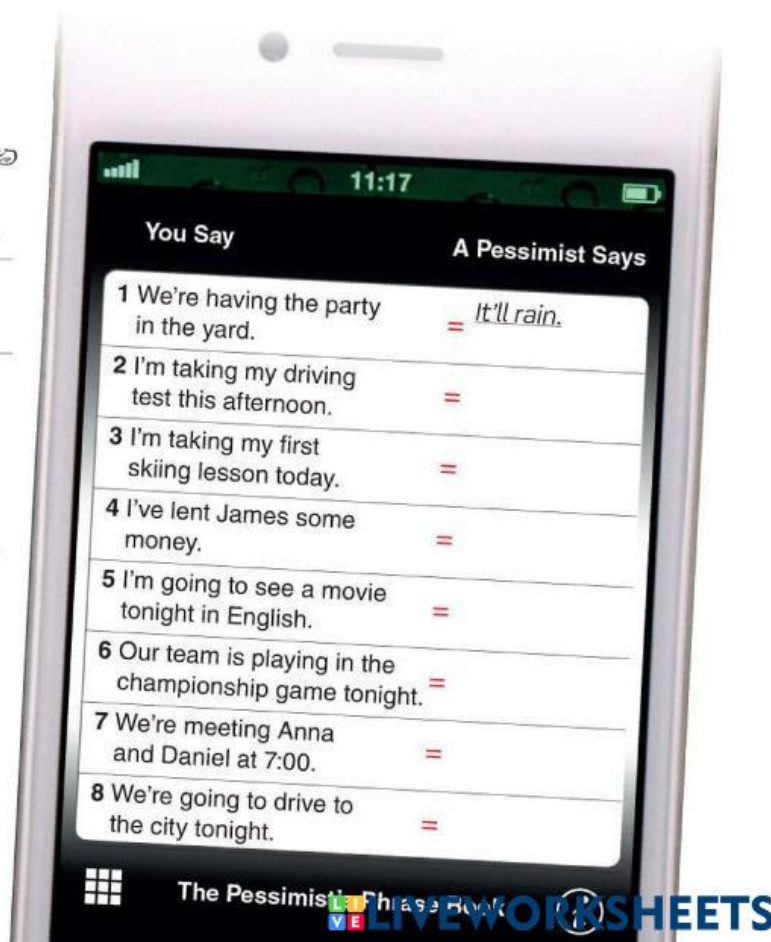 11:17
You Say
A Pessimist Says
1 We're having the party
in the yard.
= It'll rain.
2 I'm taking my driving
test this afternoon.
=
3 I'm taking my first
skiing lesson today.
=
4 I've lent James some
money.
=
5 I'm going to see a movie
tonight in English.
=
6 Our team is playing in the
championship game tonight.
=
7 We're meeting Anna
and Daniel at 7:00.
=
8 We're going to drive to
the city tonight.
=
The Pessimist's Phrase Book
LIVE LIVEWORKSHEETS